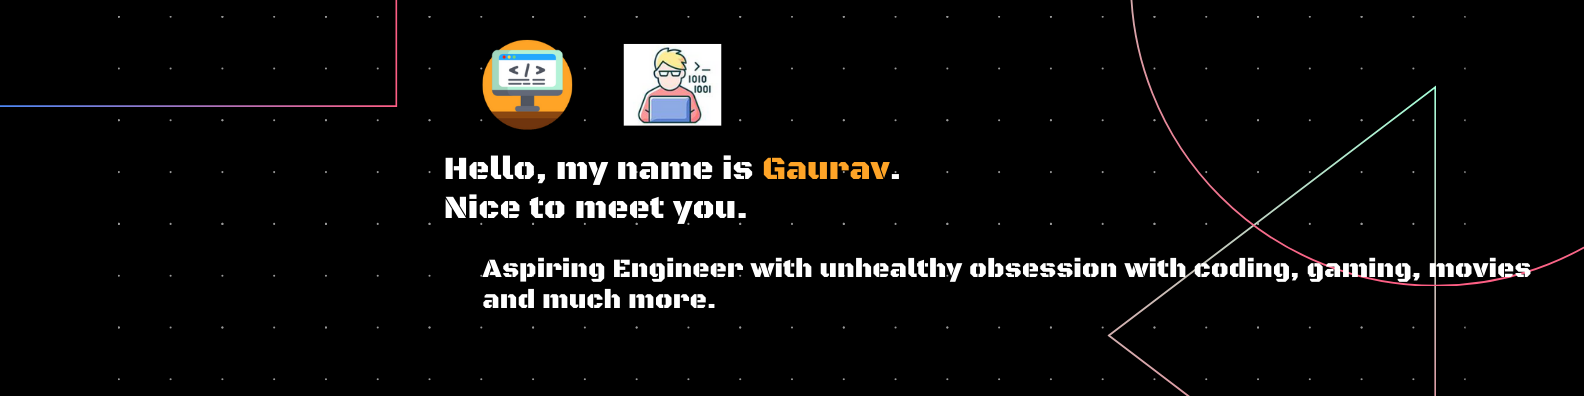 </>
>_
1010
1001
Hello, my name is Gaurav.
Nice to meet you.
Aspiring Engineer with unhealthy obsession with coding, gaming, movies
and much more.